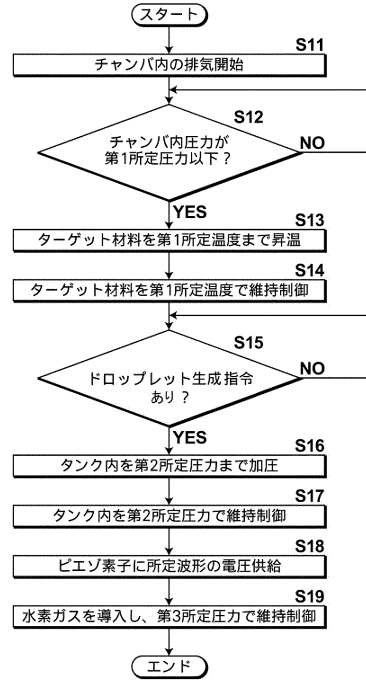 スタート
S11
チャンバ内の排気開始
S12
チャンバ内圧力が
第1所定圧力以下？
NO
YES
S13
ターゲット材料を第1所定温度まで昇温
S14
ターゲット材料を第1所定温度で維持制御
S15
ドロップレット生成指令
あり？
NO
YES
S16
タンク内を第2所定圧力まで加圧
S17
タンク内を第2所定圧力で維持制御
S18
ピエゾ素子に所定波形の電圧供給
S19
水素ガスを導入し、第3所定圧力で維持制御
エンド